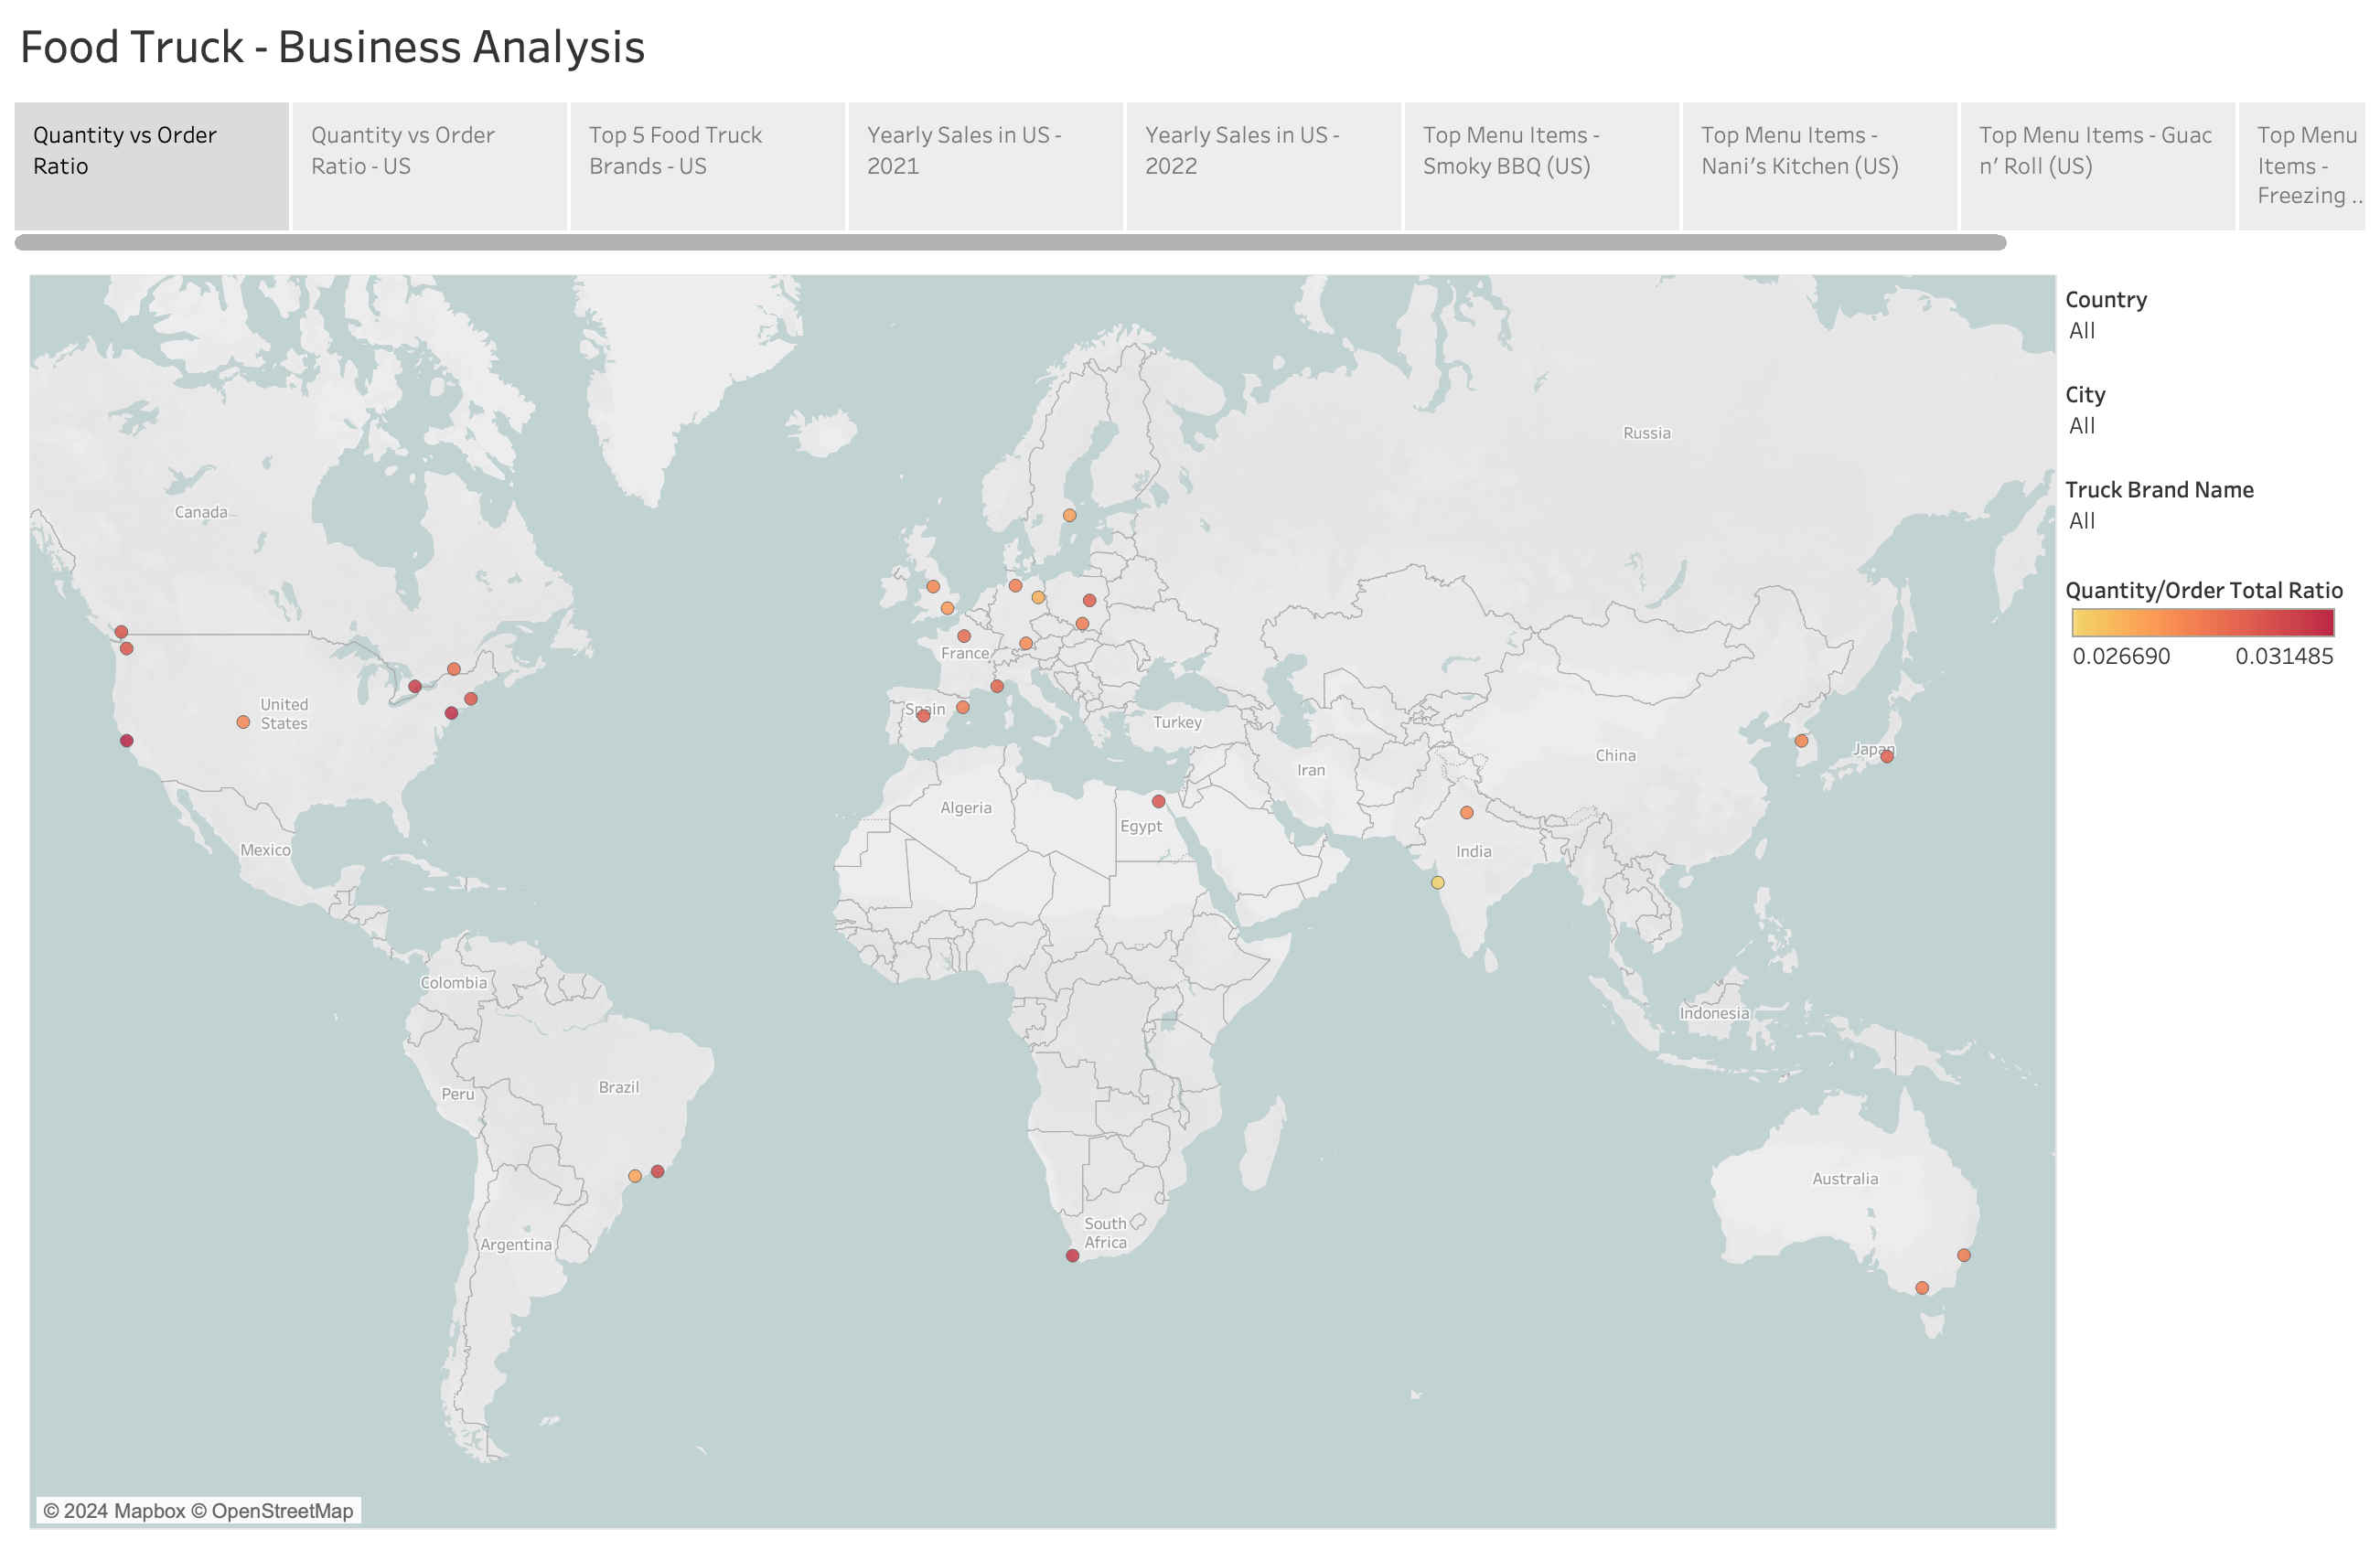 Food Truck - Business Analysis
Quantity vs Order
Ratio
Quantity vs Order
Ratio - US
Top 5 Food Truck
Brands - US
Yearly Sales in US -
2021
Yearly Sales in US -
2022
Top Menu Items -
Smoky BBQ (US)
Top Menu Items -
Nani’s Kitchen (US)
Top Menu Items - Guac
n’ Roll (US)
Top Menu
Items -
Freezing ..
Country
All
City
All
Truck Brand Name
All
Quantity/Order Total Ratio
0.026690 0.031485
Russia
Canada
France
United
States
Spain
Turkey
Japan
China
Iran
Algeria
Egypt
Mexico
India
Colombia
Indonesia
Brazil
Peru
Australia
South
Africa
Argentina
© 2024 Mapbox © OpenStreetMap